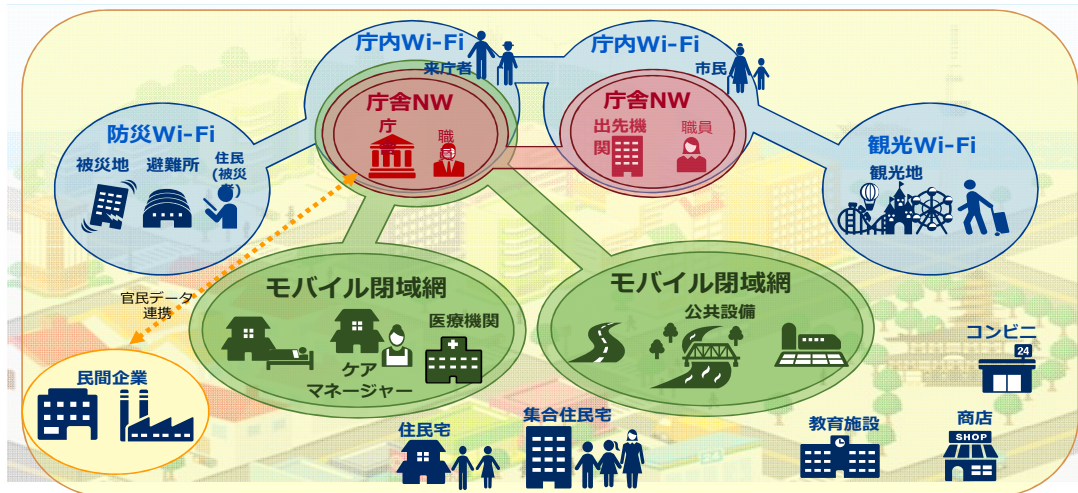 庁内Wi-Fi
来庁者
庁内Wi-Fi
市民
庁舎NW
庁
職
庁舎NW
出先機
関
職員
防災Wi-Fi
被災地
避難所
住民
(被災
者)
観光Wi-Fi
観光地
官民データ
連携
モバイル閉域網
医療機関
ケア
マネージャー
モバイル閉域網
公共設備
民間企業
コンビニ
24
住民宅
集合住民宅
教育施設
商店
SHOP